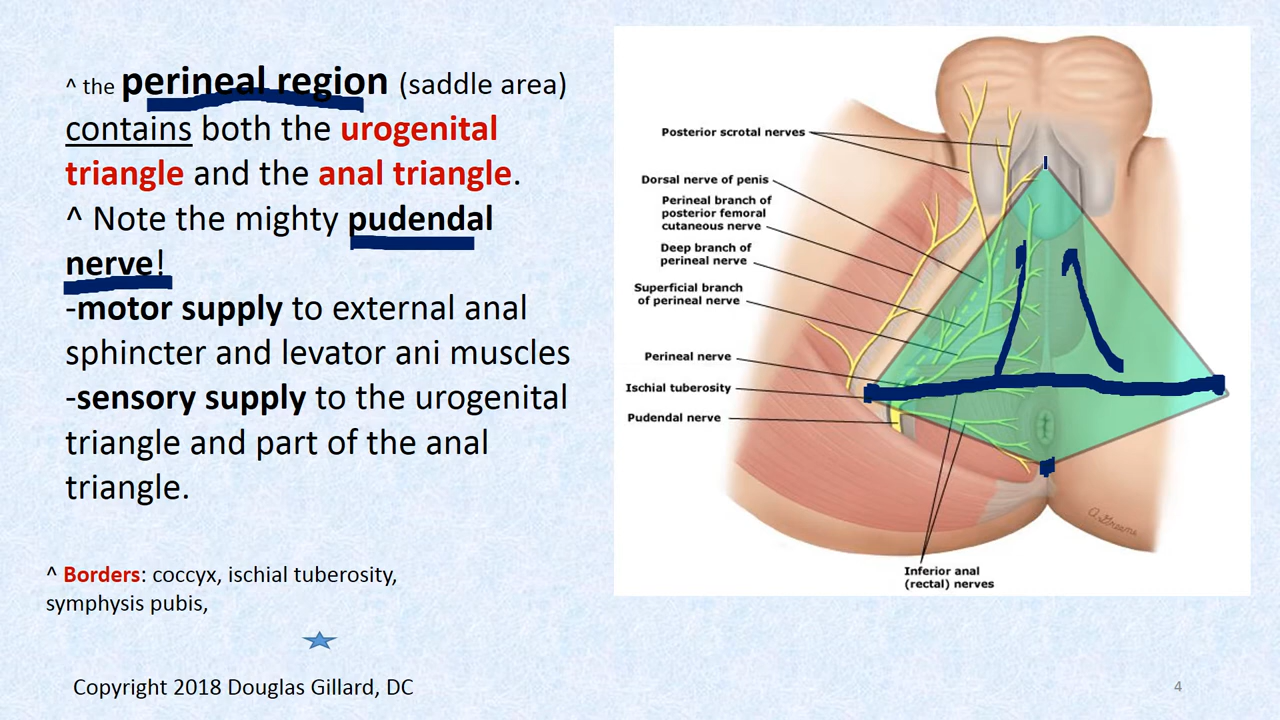 ^ the perineal region (saddle area)
contains both the urogenital
triangle and the anal triangle.
^ Note the mighty pudendal
nerve!
-motor supply to external anal
sphincter and levator ani muscles
-sensory supply to the urogenital
triangle and part of the anal
triangle.
^ Borders: coccyx, ischial tuberosity,
symphysis pubis,
Copyright 2018 Douglas Gillard, DC
Posterior scrotal nerves
Dorsal nerve of penis
Perineal branch of
posterior femoral
cutaneous nerve
Deep branch of
perineal nerve
Superficial branch
of perineal nerve
Perineal nerve
Ischial tuberosity
Pudendal nerve
Inferior anal
(rectal) nerves
A.Greene
4